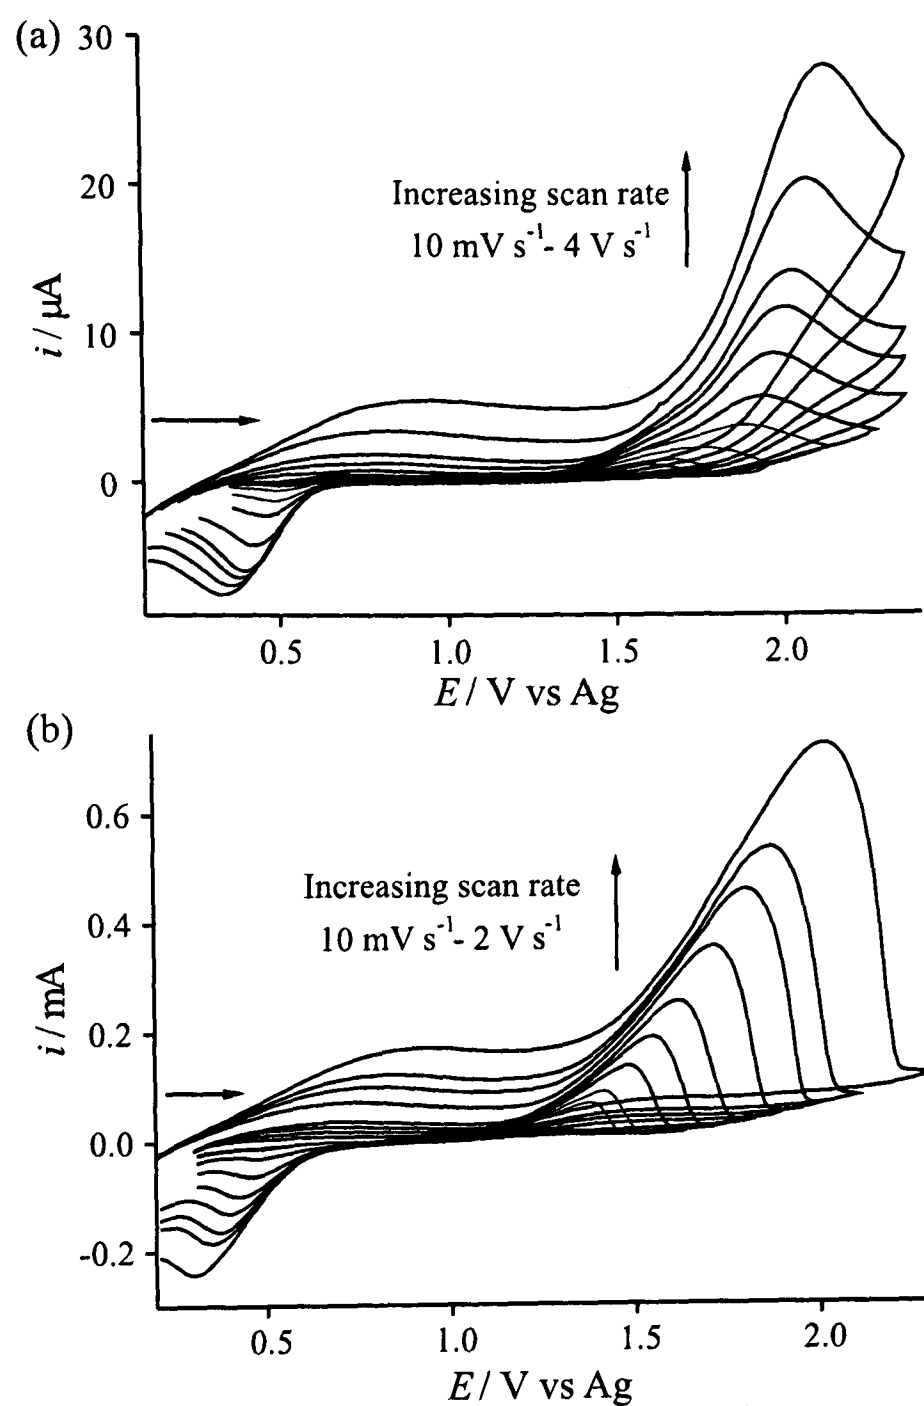 (a)
30
20
10
0
i / μA
Increasing scan rate
10 mV s⁻¹- 4 V s⁻¹
0.5 1.0 1.5 2.0
E / V vs Ag
(b)
0.6
0.4
0.2
0.0
-0.2
i / mA
Increasing scan rate
10 mV s⁻¹- 2 V s⁻¹
0.5 1.0 1.5 2.0
E / V vs Ag